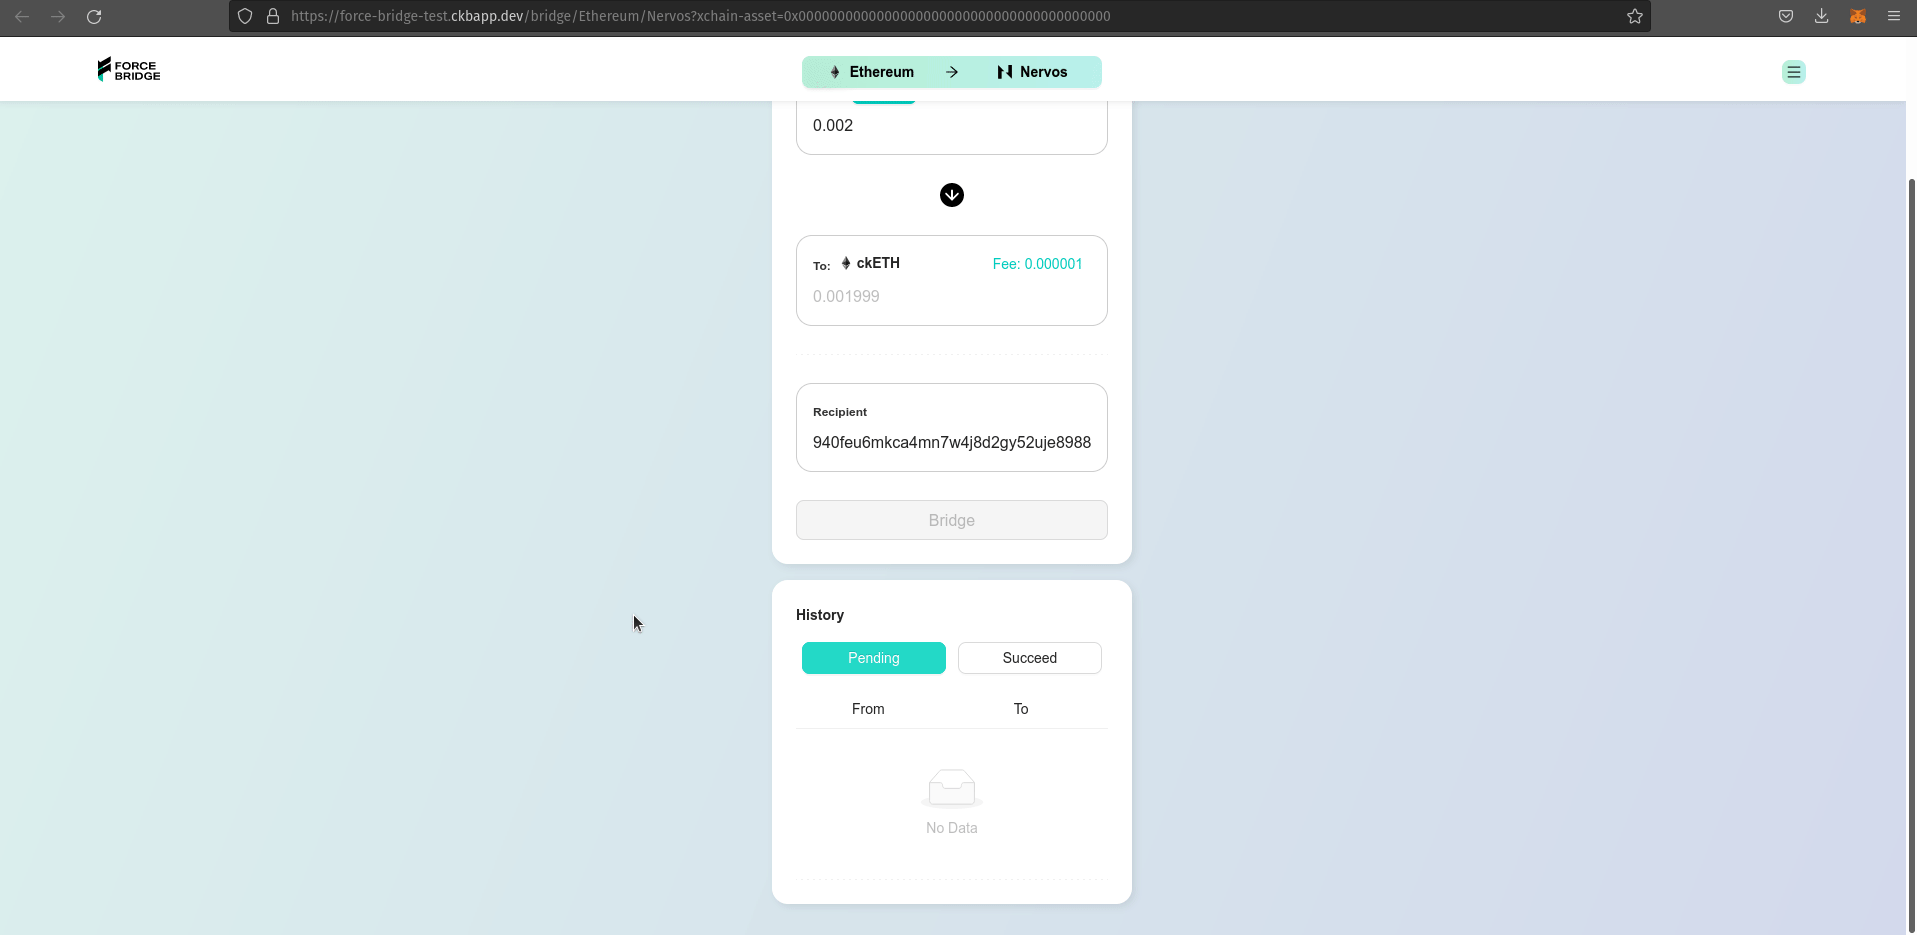 https://force-bridge-test.ckbapp.dev/bridge/Ethereum/Nervos?xchain-asset=0x0000000000000000000000000000000000000000
FORCE
BRIDGE
Ethereum
Nervos
0.002
To: ckETH
Fee: 0.000001
0.001999
Recipient
940feu6mkca4mn7w4j8d2gy52uje8988
Bridge
History
Pending
Succeed
From
To
No Data